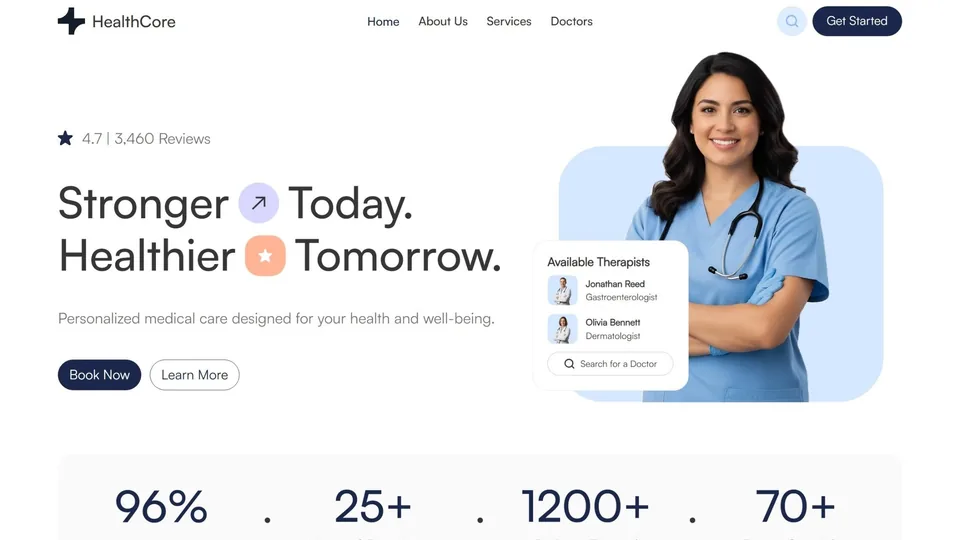 HealthCore
Home About Us Services Doctors
Get Started
4.7 | 3,460 Reviews
Stronger Today.
Healthier Tomorrow.
Personalized medical care designed for your health and well-being.
Book Now Learn More
Available Therapists
Jonathan Reed
Gastroenterologist
Olivia Bennett
Dermatologist
Search for a Doctor
96% . 25+ . 1200+ . 70+